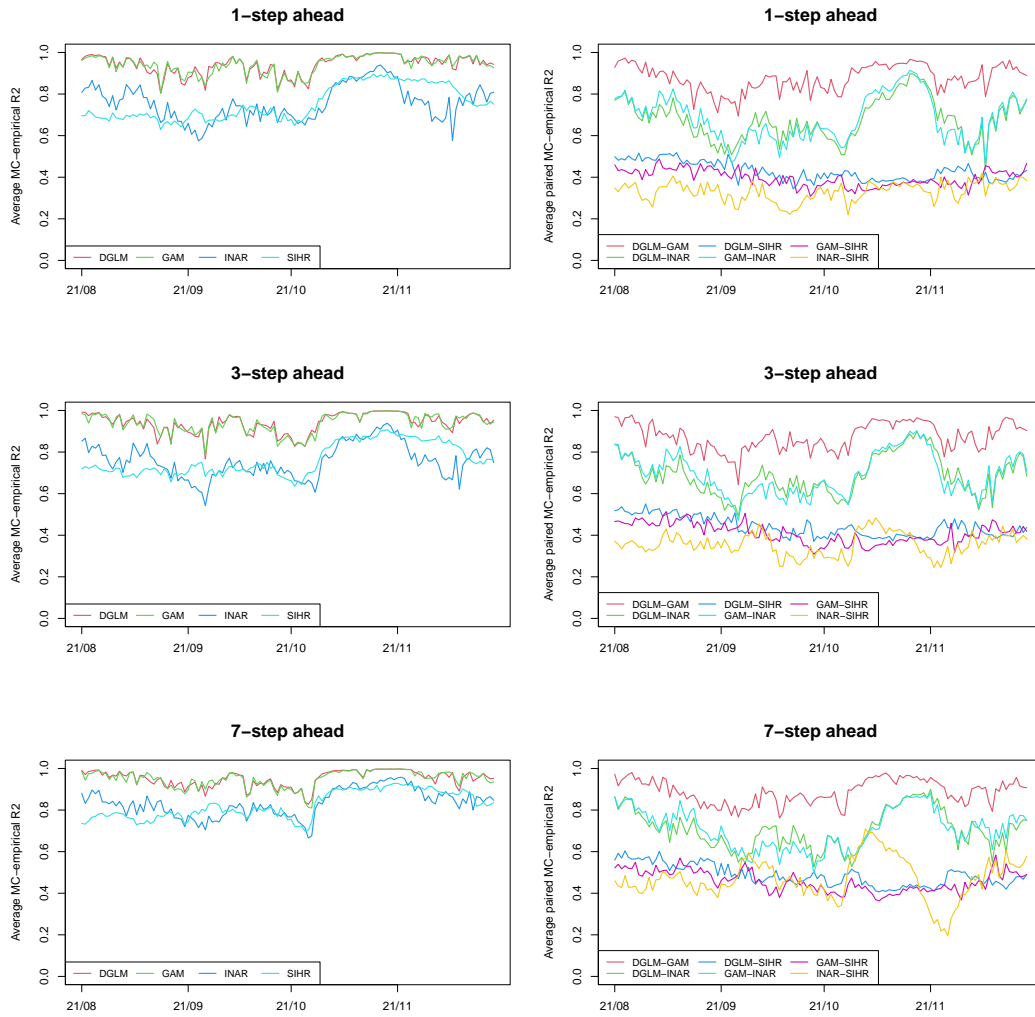 1−step ahead
Average MC−empirical R2
0.0 0.2 0.4 0.6 0.8 1.0
DGLM GAM INAR SIHR
21/08 21/09 21/10 21/11
1−step ahead
Average paired MC−empirical R2
0.0 0.2 0.4 0.6 0.8 1.0
DGLM−GAM DGLM−SIHR GAM−SIHR
DGLM−INAR GAM−INAR INAR−SIHR
21/08 21/09 21/10 21/11
3−step ahead
Average MC−empirical R2
0.0 0.2 0.4 0.6 0.8 1.0
DGLM GAM INAR SIHR
21/08 21/09 21/10 21/11
3−step ahead
Average paired MC−empirical R2
0.0 0.2 0.4 0.6 0.8 1.0
DGLM−GAM DGLM−SIHR GAM−SIHR
DGLM−INAR GAM−INAR INAR−SIHR
21/08 21/09 21/10 21/11
7−step ahead
Average MC−empirical R2
0.0 0.2 0.4 0.6 0.8 1.0
DGLM GAM INAR SIHR
21/08 21/09 21/10 21/11
7−step ahead
Average paired MC−empirical R2
0.0 0.2 0.4 0.6 0.8 1.0
DGLM−GAM DGLM−SIHR GAM−SIHR
DGLM−INAR GAM−INAR INAR−SIHR
21/08 21/09 21/10 21/11